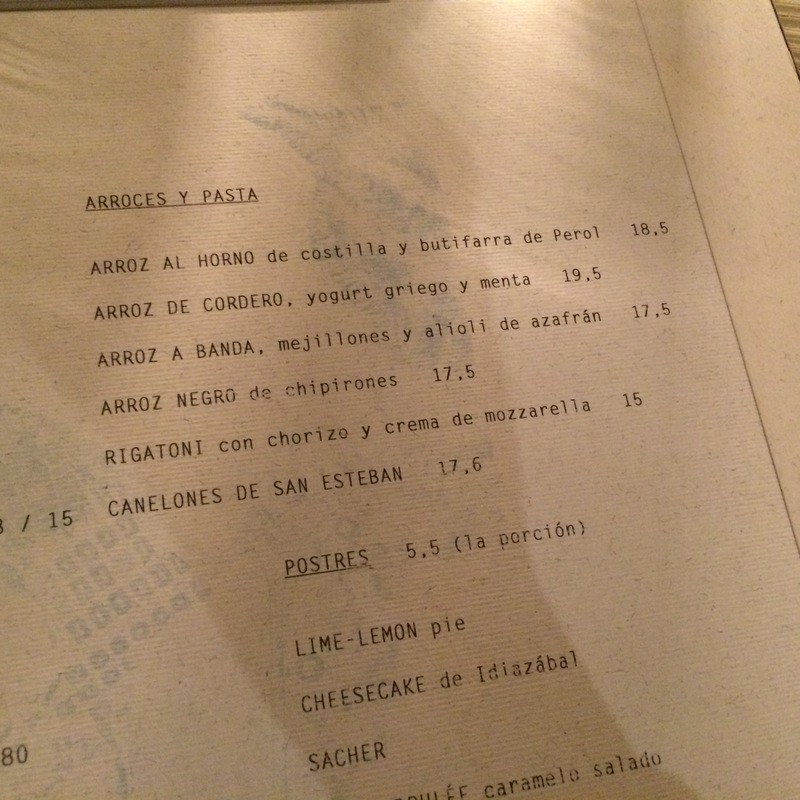 ARROCES Y PASTA
ARROZ AL HORNO de costilla y butifarra de Perol 18,5
ARROZ DE CORDERO, yogurt griego y menta 19,5
ARROZ A BANDA, mejillones y alioli de azafrán 17,5
ARROZ NEGRO de chipirones 17,5
RIGATONI con chorizo y crema de mozzarella 15
/ 15 CANELONES DE SAN ESTEBAN 17,6
POSTRES 5,5 (la porción)
LIME-LEMON pie
CHEESECAKE de Idiazábal
80
SACHER
caramelo salado